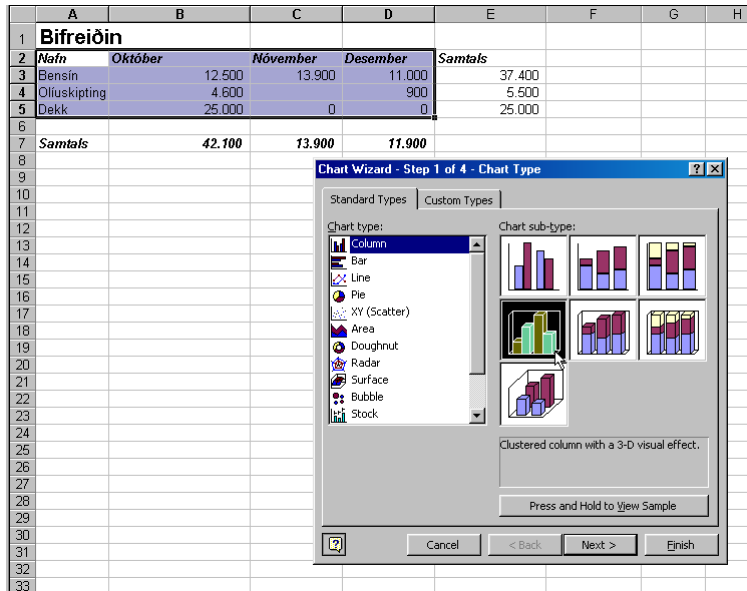 A B C D E F G H
1 Bifreiðin
2 Nafn Október Nóvember Desember Samtals
3 Bensín 12.500 13.900 11.000 37.400
4 Olíuskipting 4.600 900 5.500
5 Dekk 25.000 0 0 25.000
6
7 Samtals 42.100 13.900 11.900
8
9
10
11
12
13
14
15
16
17
18
19
20
21
22
23
24
25
26
27
28
29
30
31
32
33
Chart Wizard - Step 1 of 4 - Chart Type
Standard Types Custom Types
Chart type:
Column
Bar
Line
Pie
XY (Scatter)
Area
Doughnut
Radar
Surface
Bubble
Stock
Chart sub-type:
Clustered column with a 3-D visual effect.
Press and Hold to View Sample
Cancel < Back Next > Finish